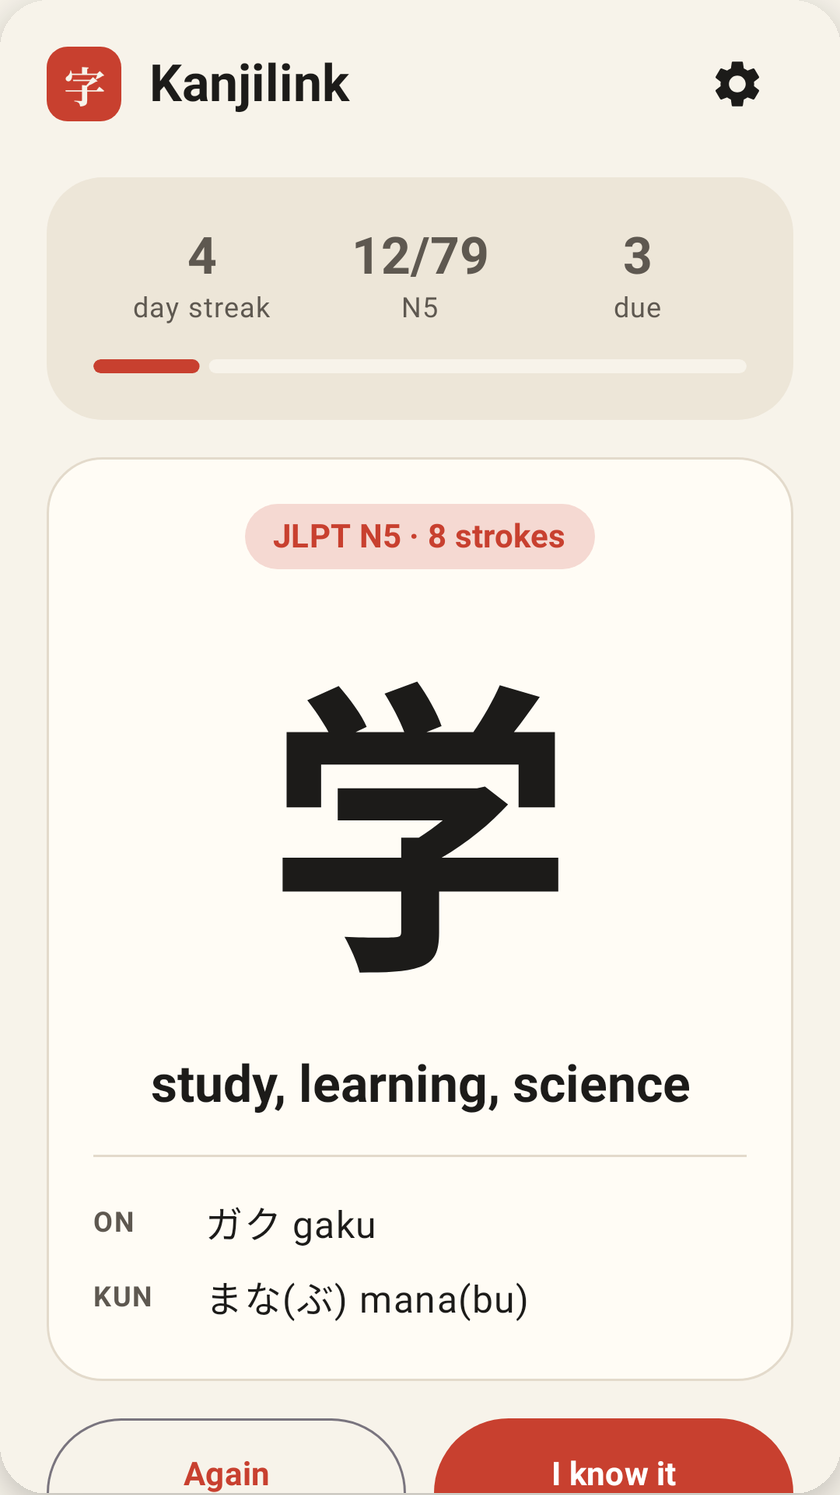 字 Kanjilink
4 12/79 3
day streak N5 due
JLPT N5 · 8 strokes
学
study, learning, science
ON ガク gaku
KUN まな(ぶ) mana(bu)
Again I know it